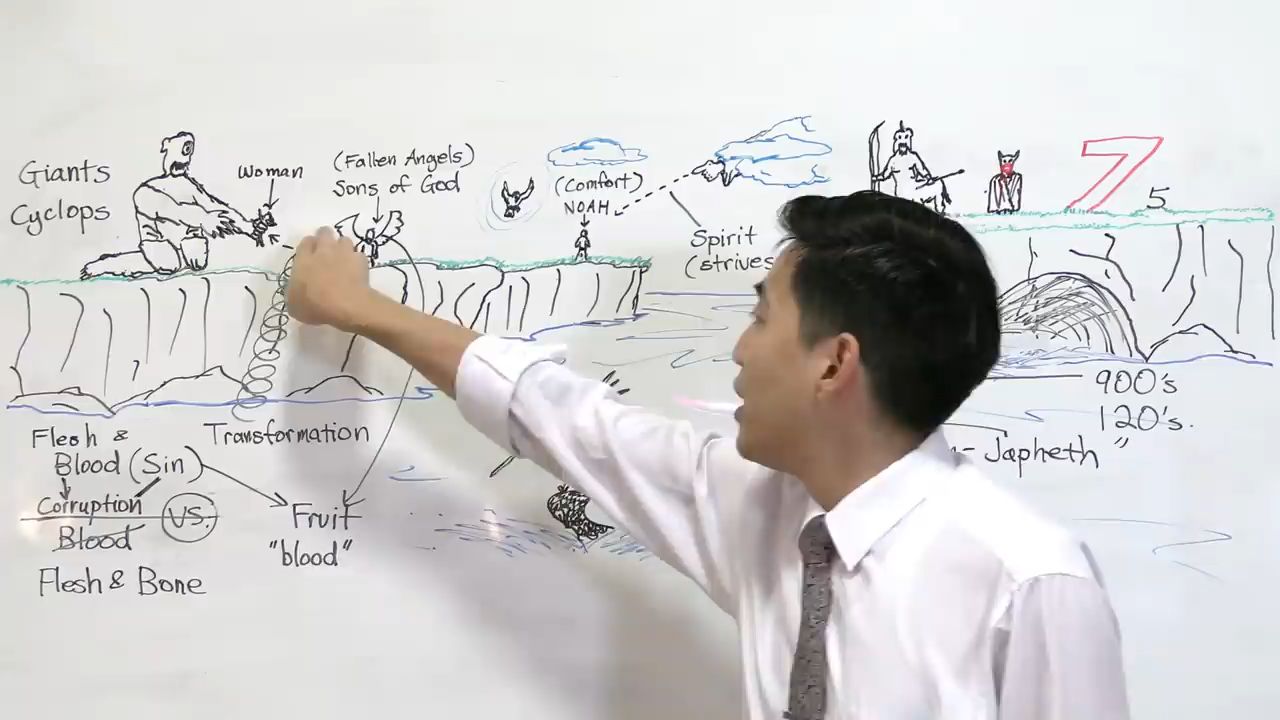 Giants
Cyclops
Woman
(Fallen Angels)
Sons of God
(Comfort)
NOAH
Spirit
(strives
7
5
900's
120's.
"
- Japheth
Flesh &
Blood (Sin)
Corruption
Blood
VS.
Flesh & Bone
Transformation
Fruit
"blood"